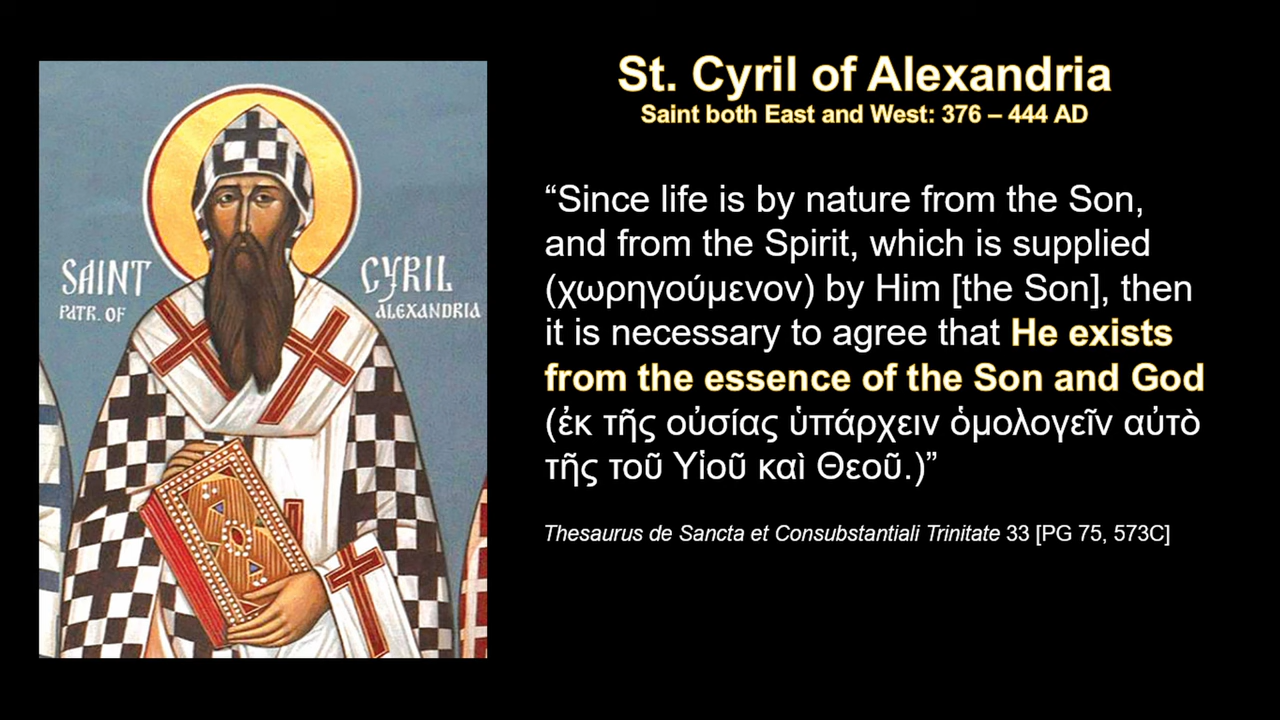 St. Cyril of Alexandria
Saint both East and West: 376 – 444 AD
SAINT
PATR. OF
CYRIL
ALEXANDRIA
“Since life is by nature from the Son,
and from the Spirit, which is supplied
(χωρηγούμενον) by Him [the Son], then
it is necessary to agree that He exists
from the essence of the Son and God
(ἐκ τῆς οὐσίας ὑπάρχειν ὁμολογεῖν αὐτὸ
τῆς τοῦ Υἱοῦ καὶ Θεοῦ.)”
Thesaurus de Sancta et Consubstantiali Trinitate 33 [PG 75, 573C]